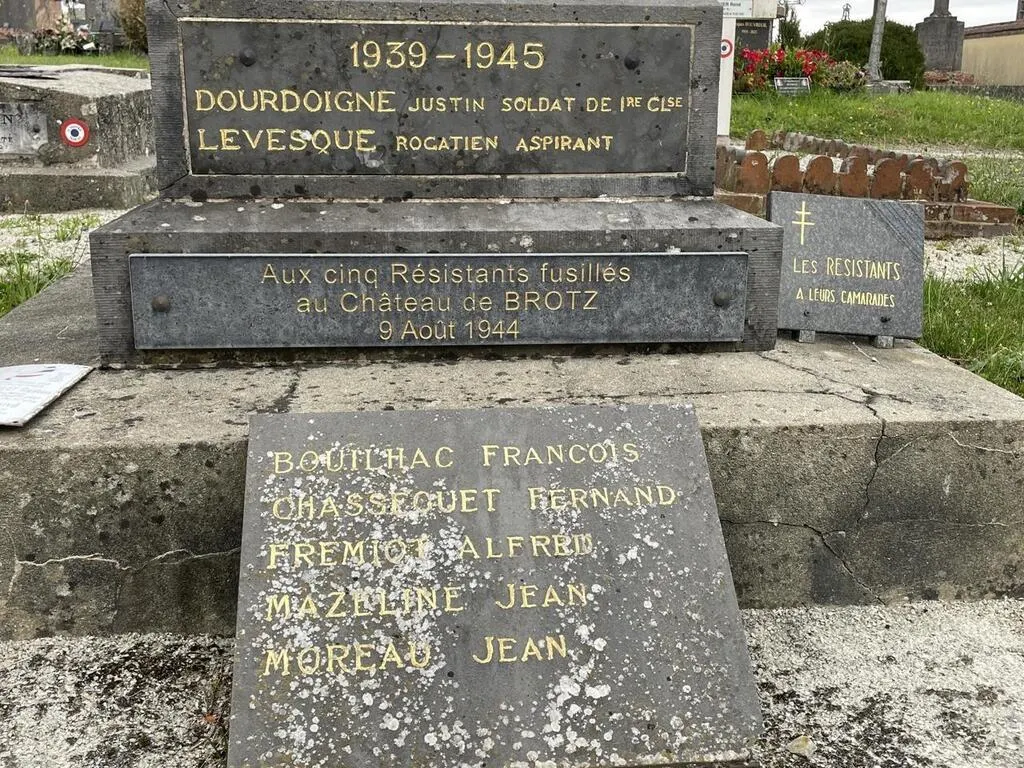 1939-1945
DOURDOIGNE JUSTIN SOLDAT DE 1RE CLSE
LEVESQUE ROGATIEN ASPIRANT
Aux cinq Résistants fusillés
au Château de BROTZ
9 Août 1944
LES RESISTANTS
A LEURS CAMARADES
BOUILHAC FRANCOIS
CHASSEGUET FERNAND
FREMIOT ALFRED
MAZELINE JEAN
MOREAU JEAN